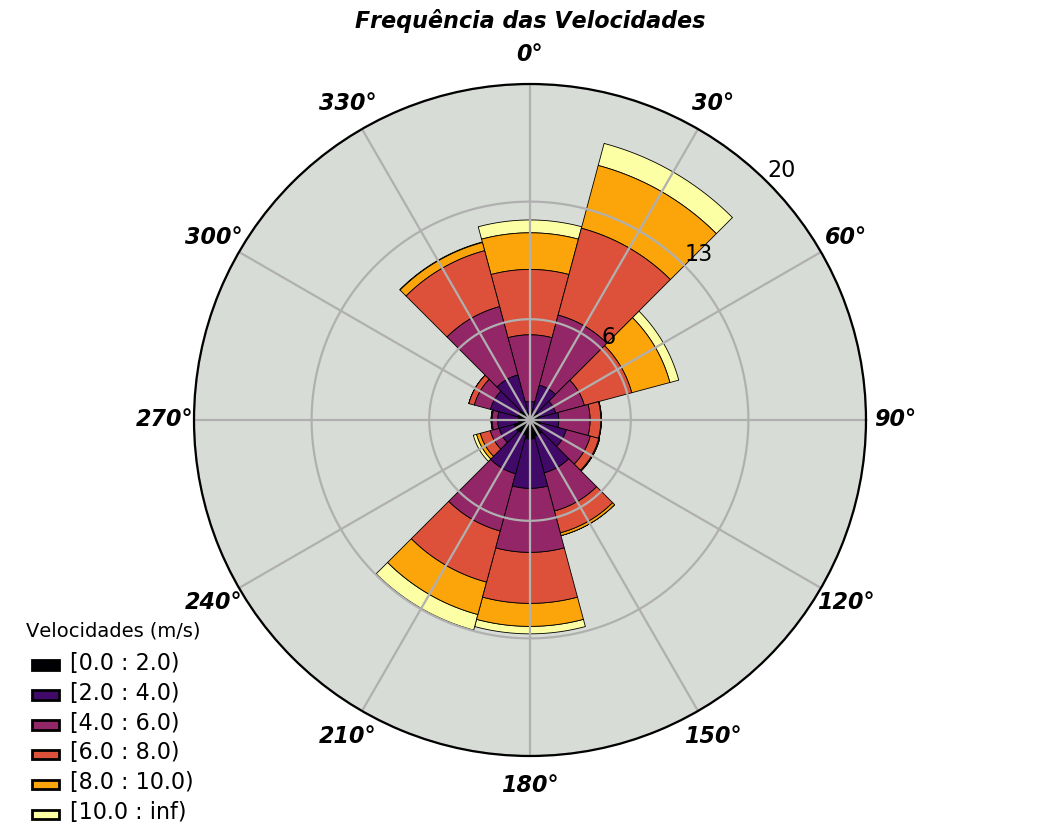 Frequência das Velocidades
0°
330°
30°
20
300°
60°
13
6
270°
90°
240°
120°
210°
150°
180°
Velocidades (m/s)
[0.0 : 2.0)
[2.0 : 4.0)
[4.0 : 6.0)
[6.0 : 8.0)
[8.0 : 10.0)
[10.0 : inf)